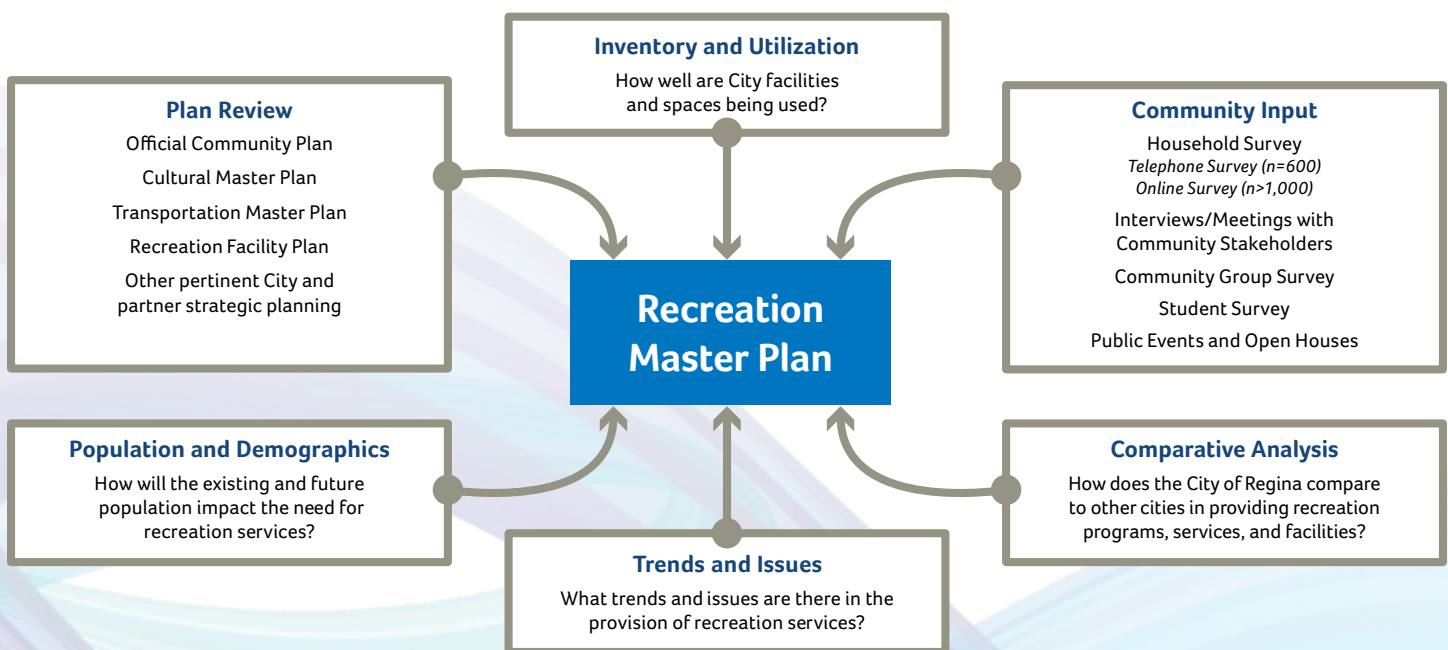 Inventory and Utilization
How well are City facilities
and spaces being used?
Plan Review
Official Community Plan
Cultural Master Plan
Transportation Master Plan
Recreation Facility Plan
Other pertinent City and
partner strategic planning
Community Input
Household Survey
Telephone Survey (n=600)
Online Survey (n>1,000)
Interviews/Meetings with
Community Stakeholders
Community Group Survey
Student Survey
Public Events and Open Houses
Recreation
Master Plan
Population and Demographics
How will the existing and future
population impact the need for
recreation services?
Trends and Issues
What trends and issues are there in the
provision of recreation services?
Comparative Analysis
How does the City of Regina compare
to other cities in providing recreation
programs, services, and facilities?